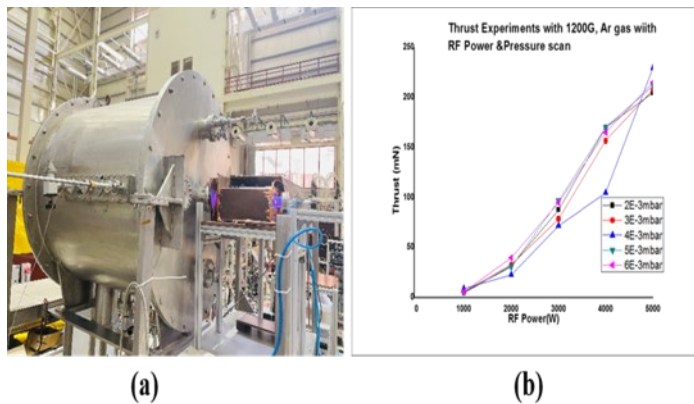 Thrust Experiments with 1200G, Ar gas wiith
RF Power &Pressure scan
250
200
150
100
50
0
Thrust (mN)
2E-3mbar
3E-3mbar
4E-3mbar
5E-3mbar
6E-3mbar
0 1000 2000 3000 4000 5000
RF Power(W)
(a) (b)